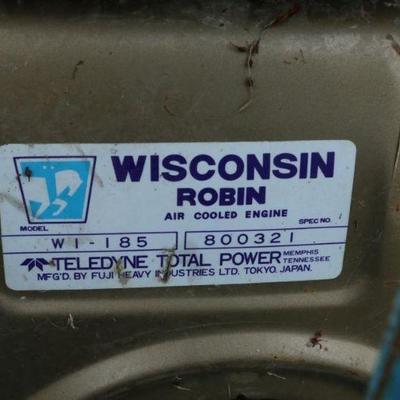 WISCONSIN
ROBIN
AIR COOLED ENGINE
MODEL SPEC NO.
WI-185 800321
TELEDYNE TOTAL POWER MEMPHIS TENNESSEE
MFG'D. BY FUJI HEAVY INDUSTRIES LTD. TOKYO. JAPAN.